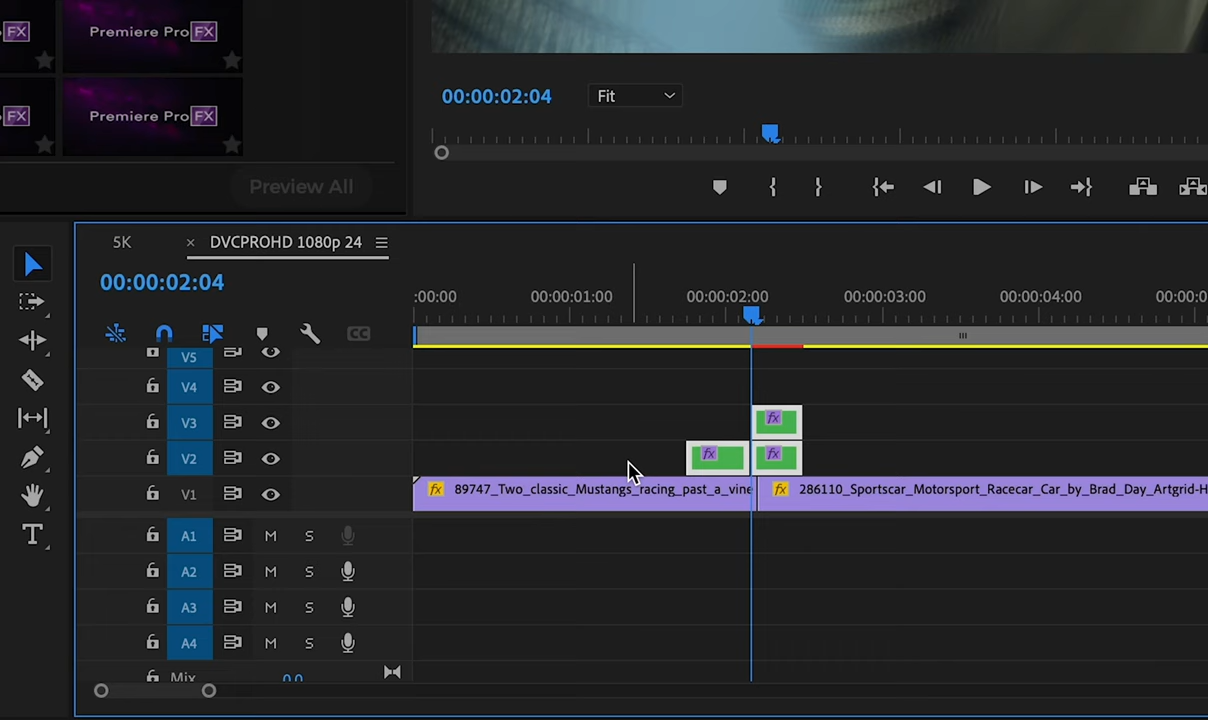 FX
Premiere Pro FX
FX
Premiere Pro FX
Preview All
00:00:02:04
Fit
5K
× DVCPROHD 1080p 24
00:00:02:04
:00:00
00:00:01:00
00:00:02:00
00:00:03:00
00:00:04:00
00:00:0
CC
V5
V4
V3
fx
V2
fx
fx
V1
fx 89747_Two_classic_Mustangs_racing_past_a_vine
fx 286110_Sportscar_Motorsport_Racecar_Car_by_Brad_Day_Artgrid-H
A1 M S
A2 M S
A3 M S
A4 M S
T
Mix 0.0